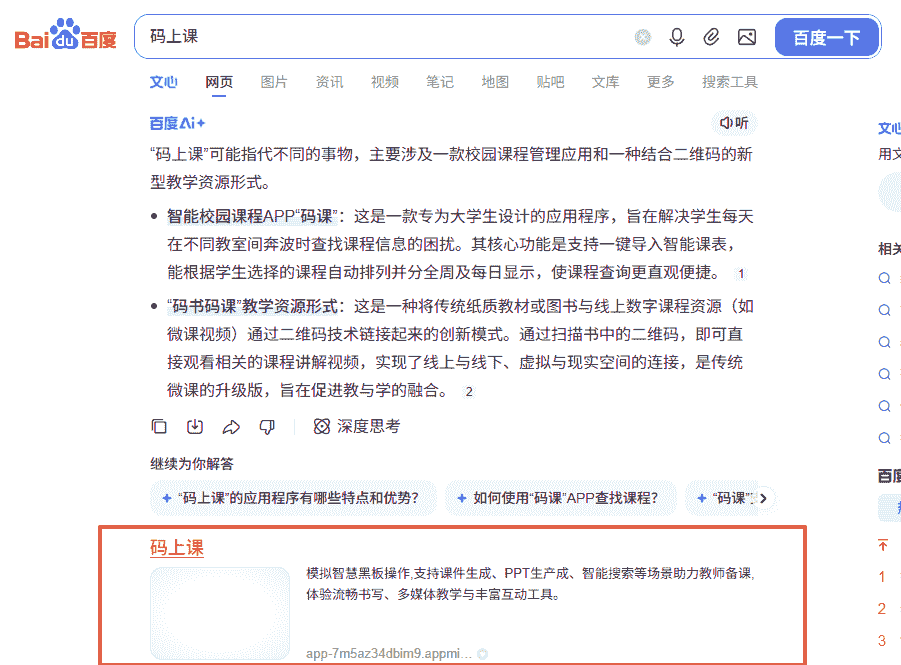 Bai du 百度
码上课
百度一下
文心 网页 图片 资讯 视频 笔记 地图 贴吧 文库 更多 搜索工具
百度Ai+
听
“码上课”可能指代不同的事物，主要涉及一款校园课程管理应用和一种结合二维码的新
型教学资源形式。
智能校园课程APP“码课”：这是一款专为大学生设计的应用程序，旨在解决学生每天
在不同教室间奔波时查找课程信息的困扰。其核心功能是支持一键导入智能课表，
能根据学生选择的课程自动排列并分全周及每日显示，使课程查询更直观便捷。 1
“码书码课”教学资源形式：这是一种将传统纸质教材或图书与线上数字课程资源（如
微课视频）通过二维码技术链接起来的创新模式。通过扫描书中的二维码，即可直
接观看相关的课程讲解视频，实现了线上与线下、虚拟与现实空间的连接，是传统
微课的升级版，旨在促进教与学的融合。 2
深度思考
继续为你解答
“码上课”的应用程序有哪些特点和优势？
如何使用“码课”APP查找课程？
“码课”
码上课
模拟智慧黑板操作,支持课件生成、PPT生产成、智能搜索等场景助力教师备课,
体验流畅书写、多媒体教学与丰富互动工具。
app-7m5az34dbim9.appmi...
文心
用文
相关
百度
1
2
3